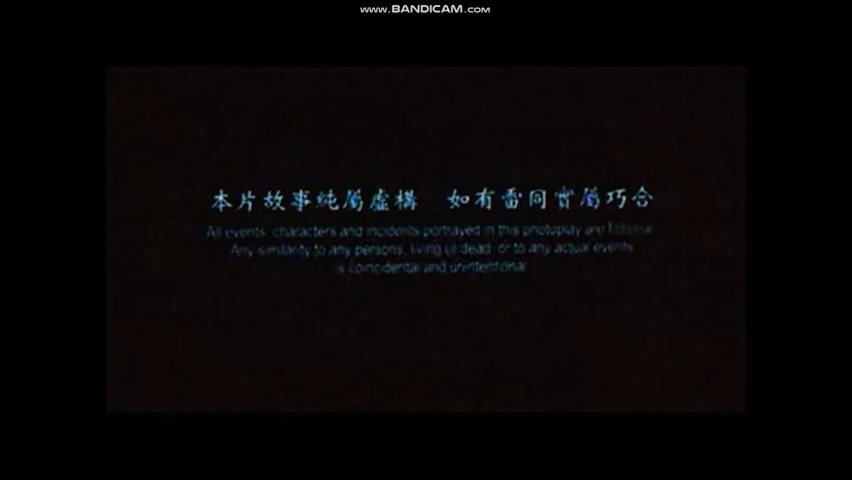 www.BANDICAM.com
本片故事純屬虛構 如有雷同實屬巧合
All events, characters and incidents portrayed in this photoplay are fictional.
Any similarity to any persons, living or dead, or to any actual events
is coincidental and unintentional